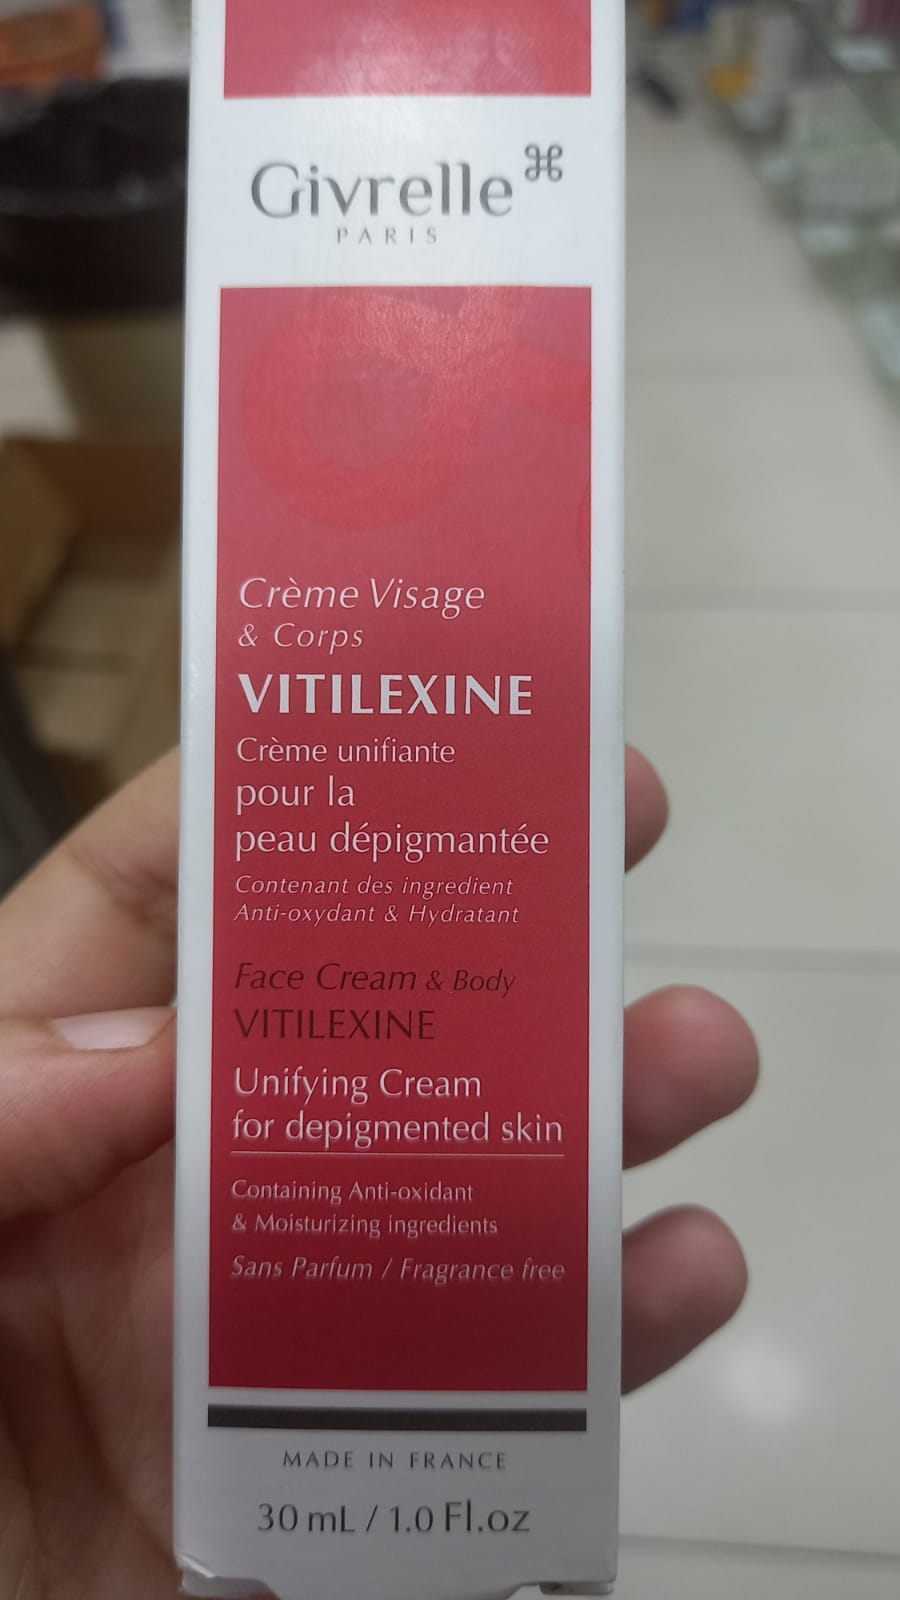 Givrelle
PARIS
Crème Visage
& Corps
VITILEXINE
Crème unifiante
pour la
peau dépigmantée
Contenant des ingredient
Anti-oxydant & Hydratant
Face Cream & Body
VITILEXINE
Unifying Cream
for depigmented skin
Containing Anti-oxidant
& Moisturizing ingredients
Sans Parfum / Fragrance free
MADE IN FRANCE
30 mL / 1.0 Fl.oz